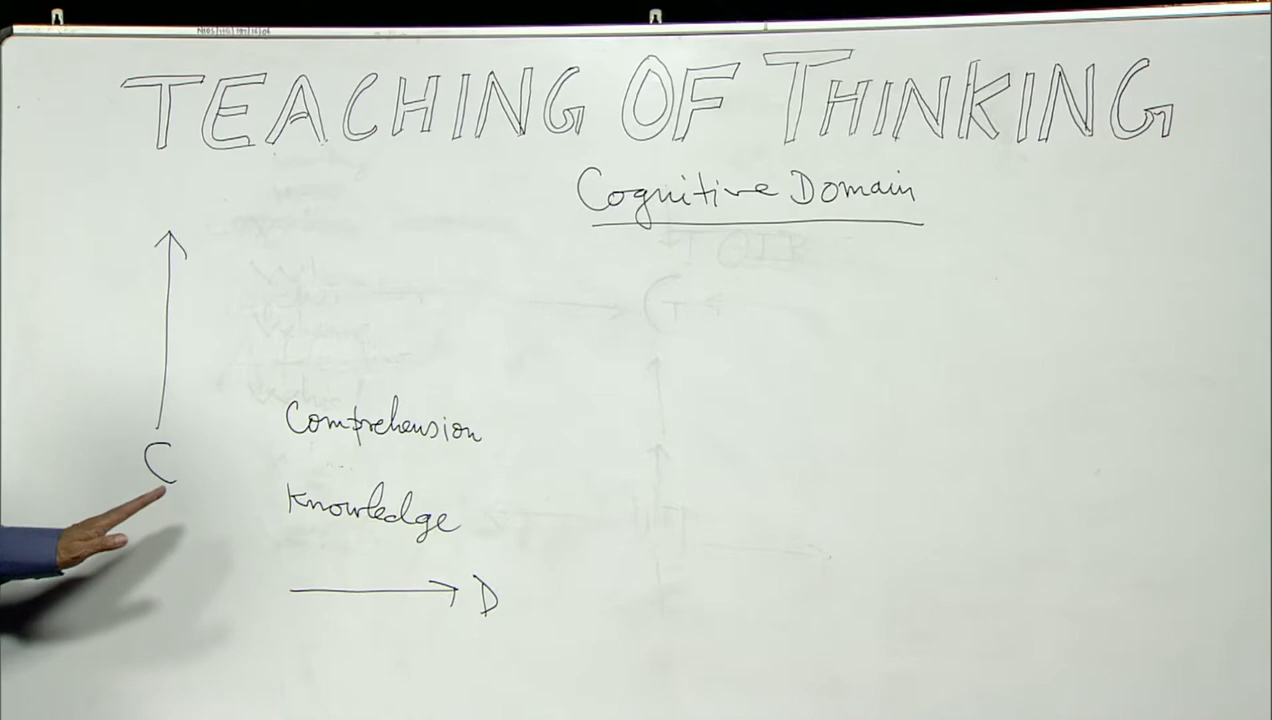 TEACHING OF THINKING
Cognitive Domain
Comprehension
C
Knowledge
D